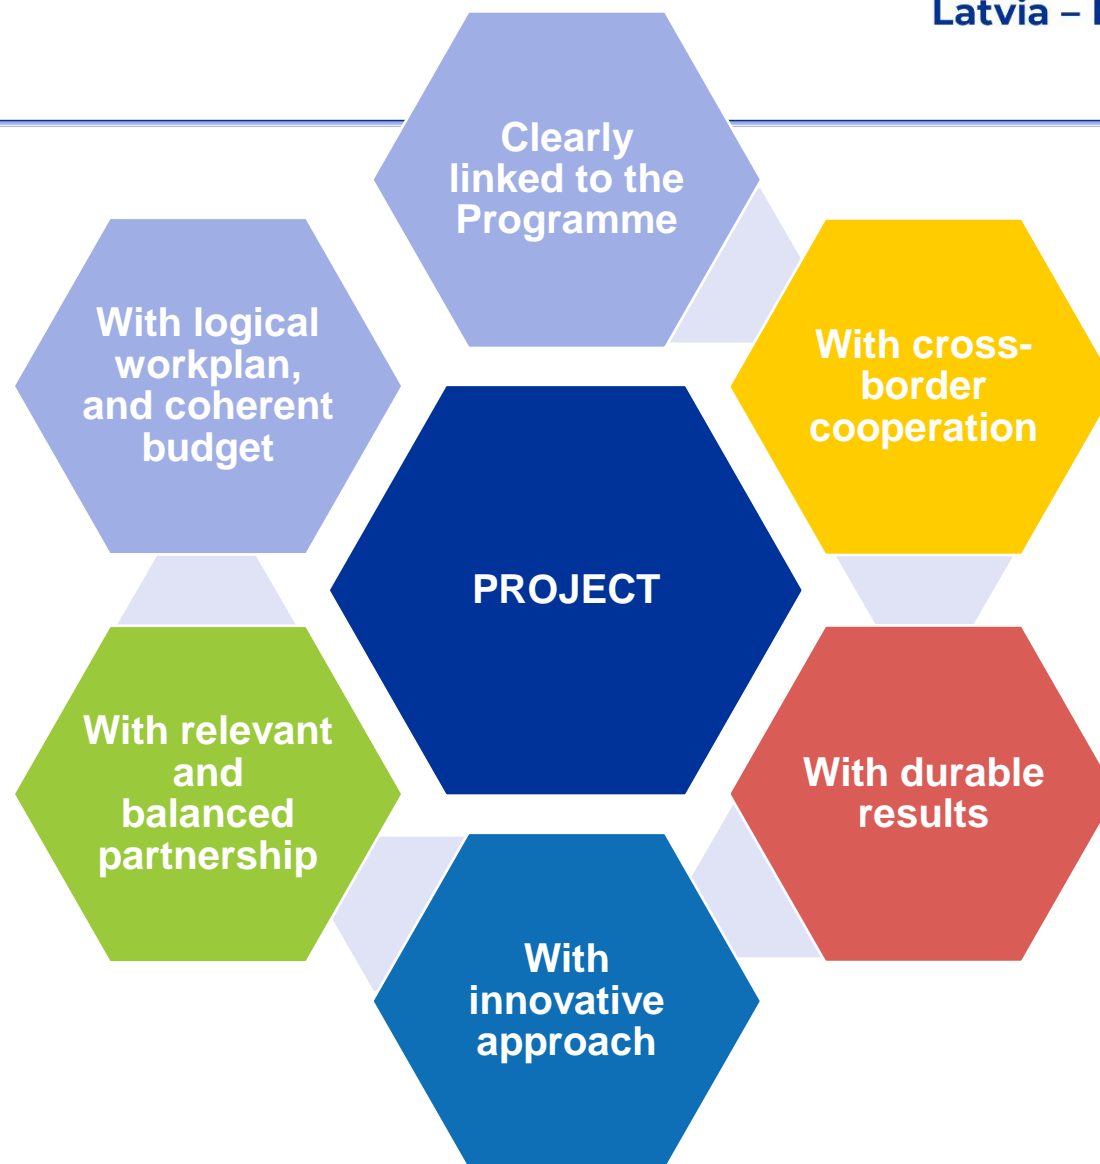 Latvia –
Clearly
linked to the
Programme
With cross-
border
cooperation
With durable
results
With
innovative
approach
With relevant
and
balanced
partnership
With logical
workplan,
and coherent
budget
PROJECT